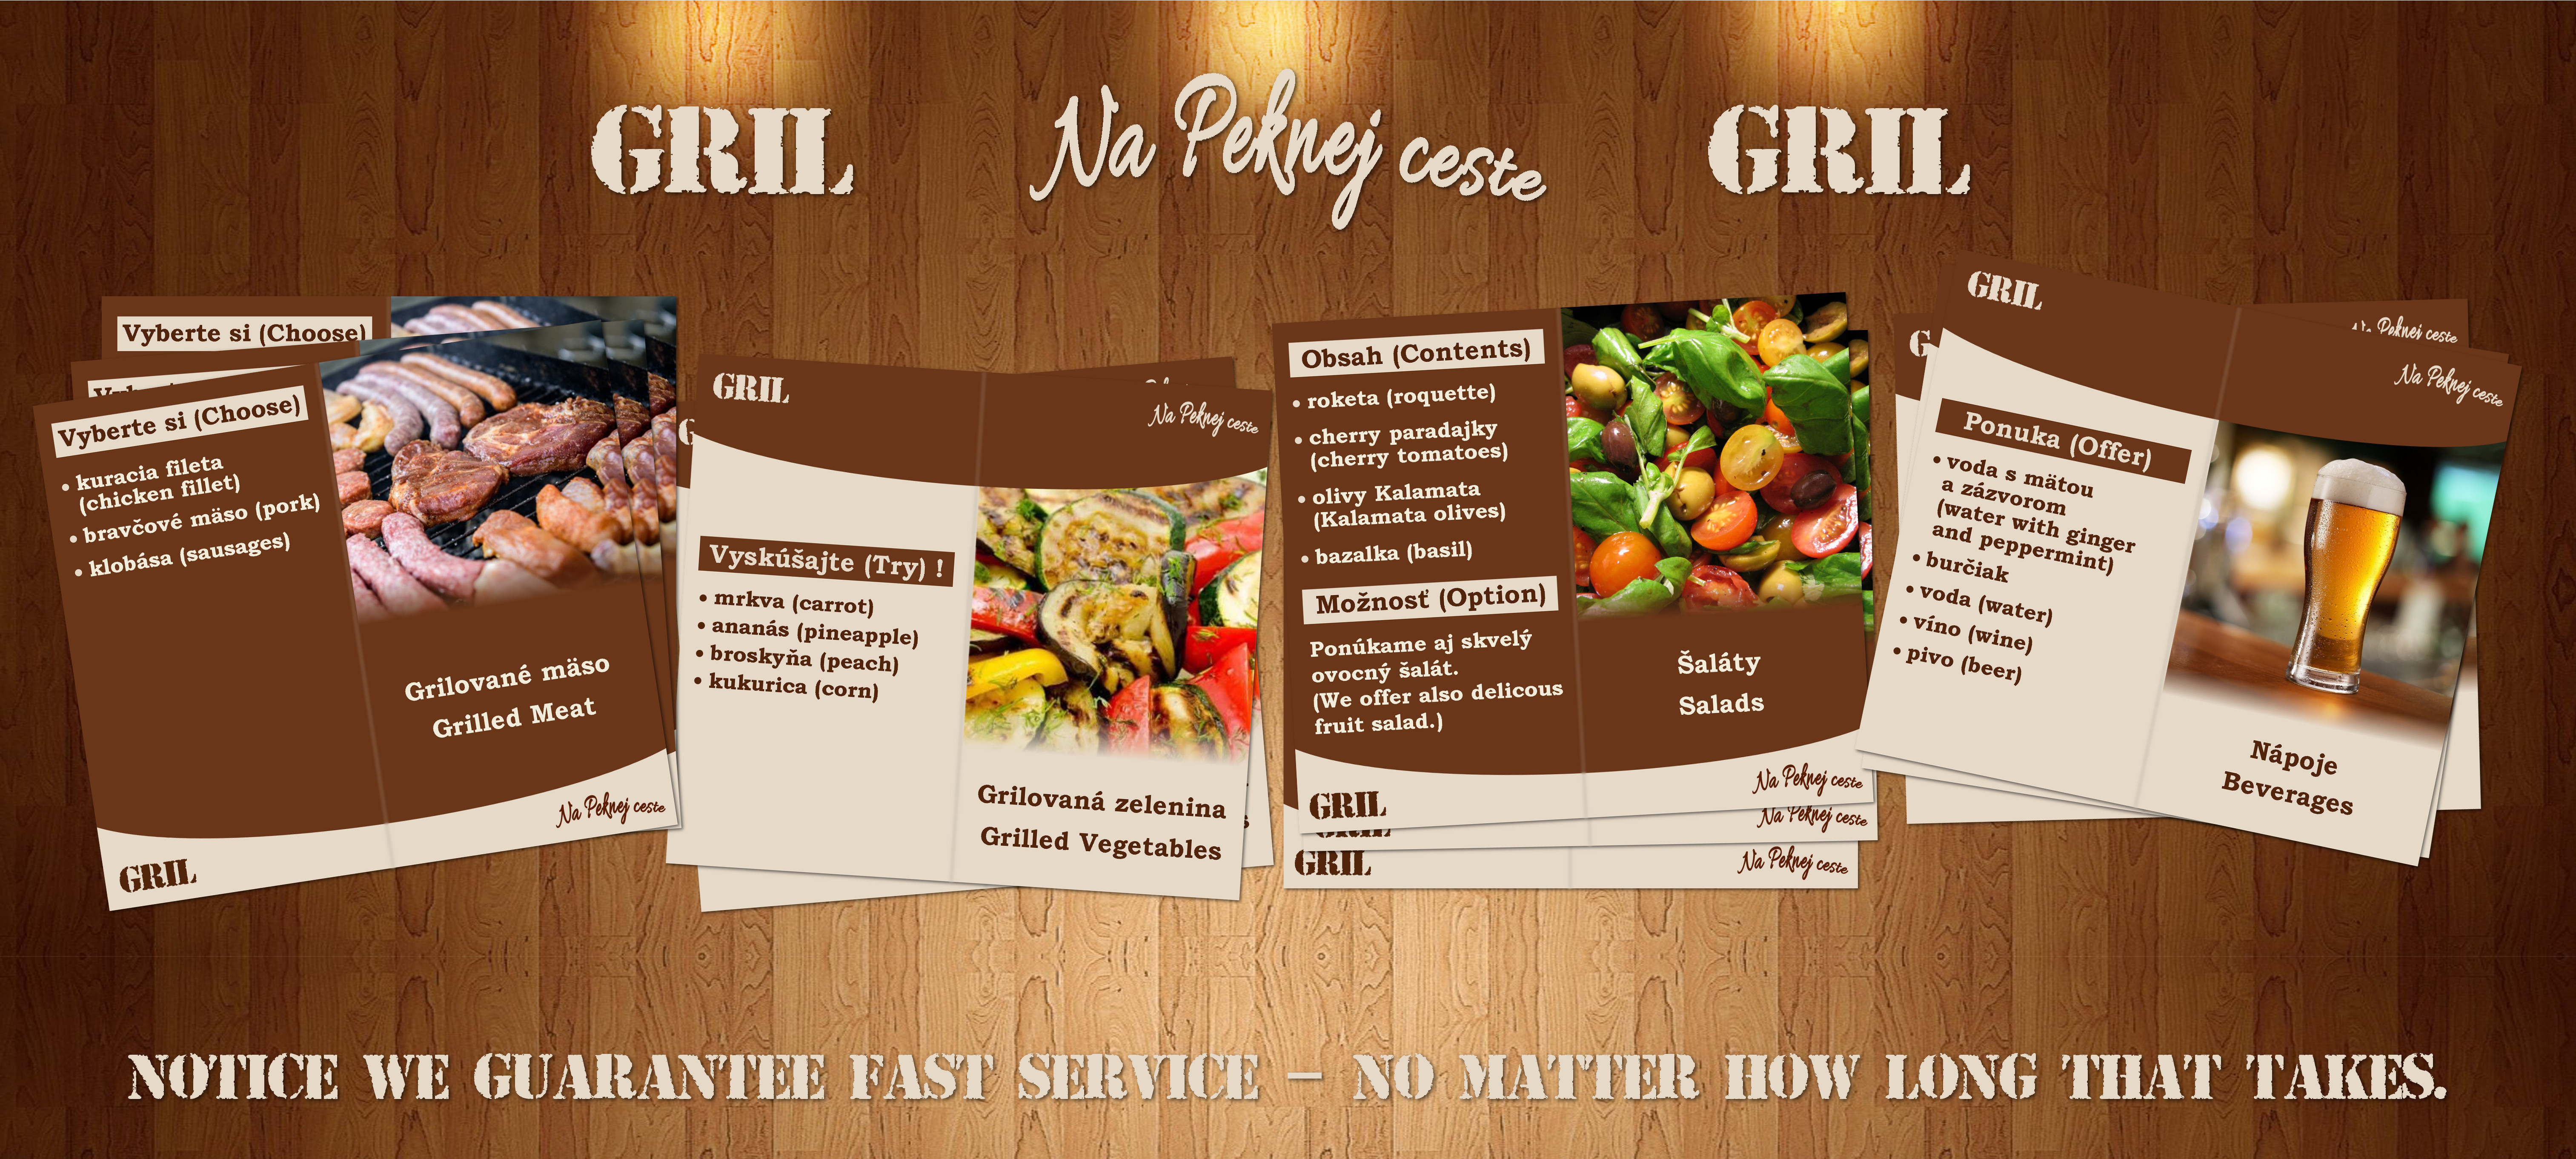 GRIL
Na Peknej ceste
GRIL
Vyberte si (Choose)
Vyberte si (Choose)
• kuracia fileta
(chicken fillet)
• bravčové mäso (pork)
• klobása (sausages)
Grilované mäso
Grilled Meat
GRIL
Na Peknej ceste
GRIL
Na Peknej ceste
Vyskúšajte (Try) !
• mrkva (carrot)
• ananás (pineapple)
• broskyňa (peach)
• kukurica (corn)
Grilovaná zelenina
Grilled Vegetables
Obsah (Contents)
• roketa (roquette)
• cherry paradajky
(cherry tomatoes)
• olivy Kalamata
(Kalamata olives)
• bazalka (basil)
Možnosť (Option)
Ponúkame aj skvelý
ovocný šalát.
(We offer also delicous
fruit salad.)
Šaláty
Salads
GRIL
Na Peknej ceste
GRIL
Na Peknej ceste
GRIL
Na Peknej ceste
GRIL
Na Peknej ceste
Na Peknej ceste
Ponuka (Offer)
• voda s mätou
a zázvorom
(water with ginger
and peppermint)
• burčiak
• voda (water)
• víno (wine)
• pivo (beer)
Nápoje
Beverages
NOTICE WE GUARANTEE FAST SERVICE – NO MATTER HOW LONG THAT TAKES.